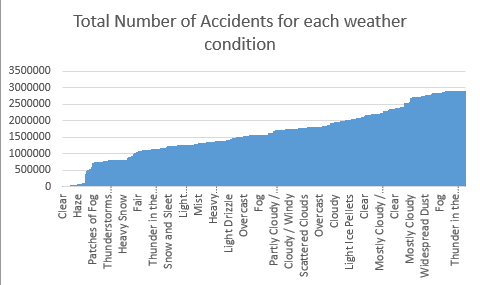 Total Number of Accidents for each weather
condition
3500000
3000000
2500000
2000000
1500000
1000000
500000
0
Clear
Haze
Patches of Fog
Thunderstorms…
Heavy Snow
Fair
Thunder in the…
Snow and Sleet
Light…
Mist
Heavy…
Light Drizzle
Overcast
Fog
Partly Cloudy /…
Cloudy / Windy
Scattered Clouds
Overcast
Cloudy
Light Ice Pellets
Clear
Mostly Cloudy /…
Clear
Mostly Cloudy
Widespread Dust
Fog
Thunder in the…